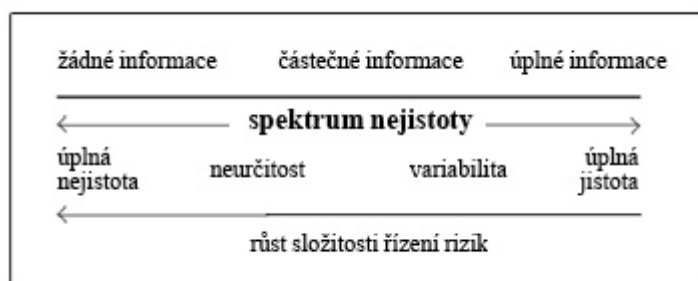 žádné informace částečné informace úplné informace
spektrum nejistoty
úplná nejistota neurčitost variabilita úplná jistota
růst složitosti řízení rizik